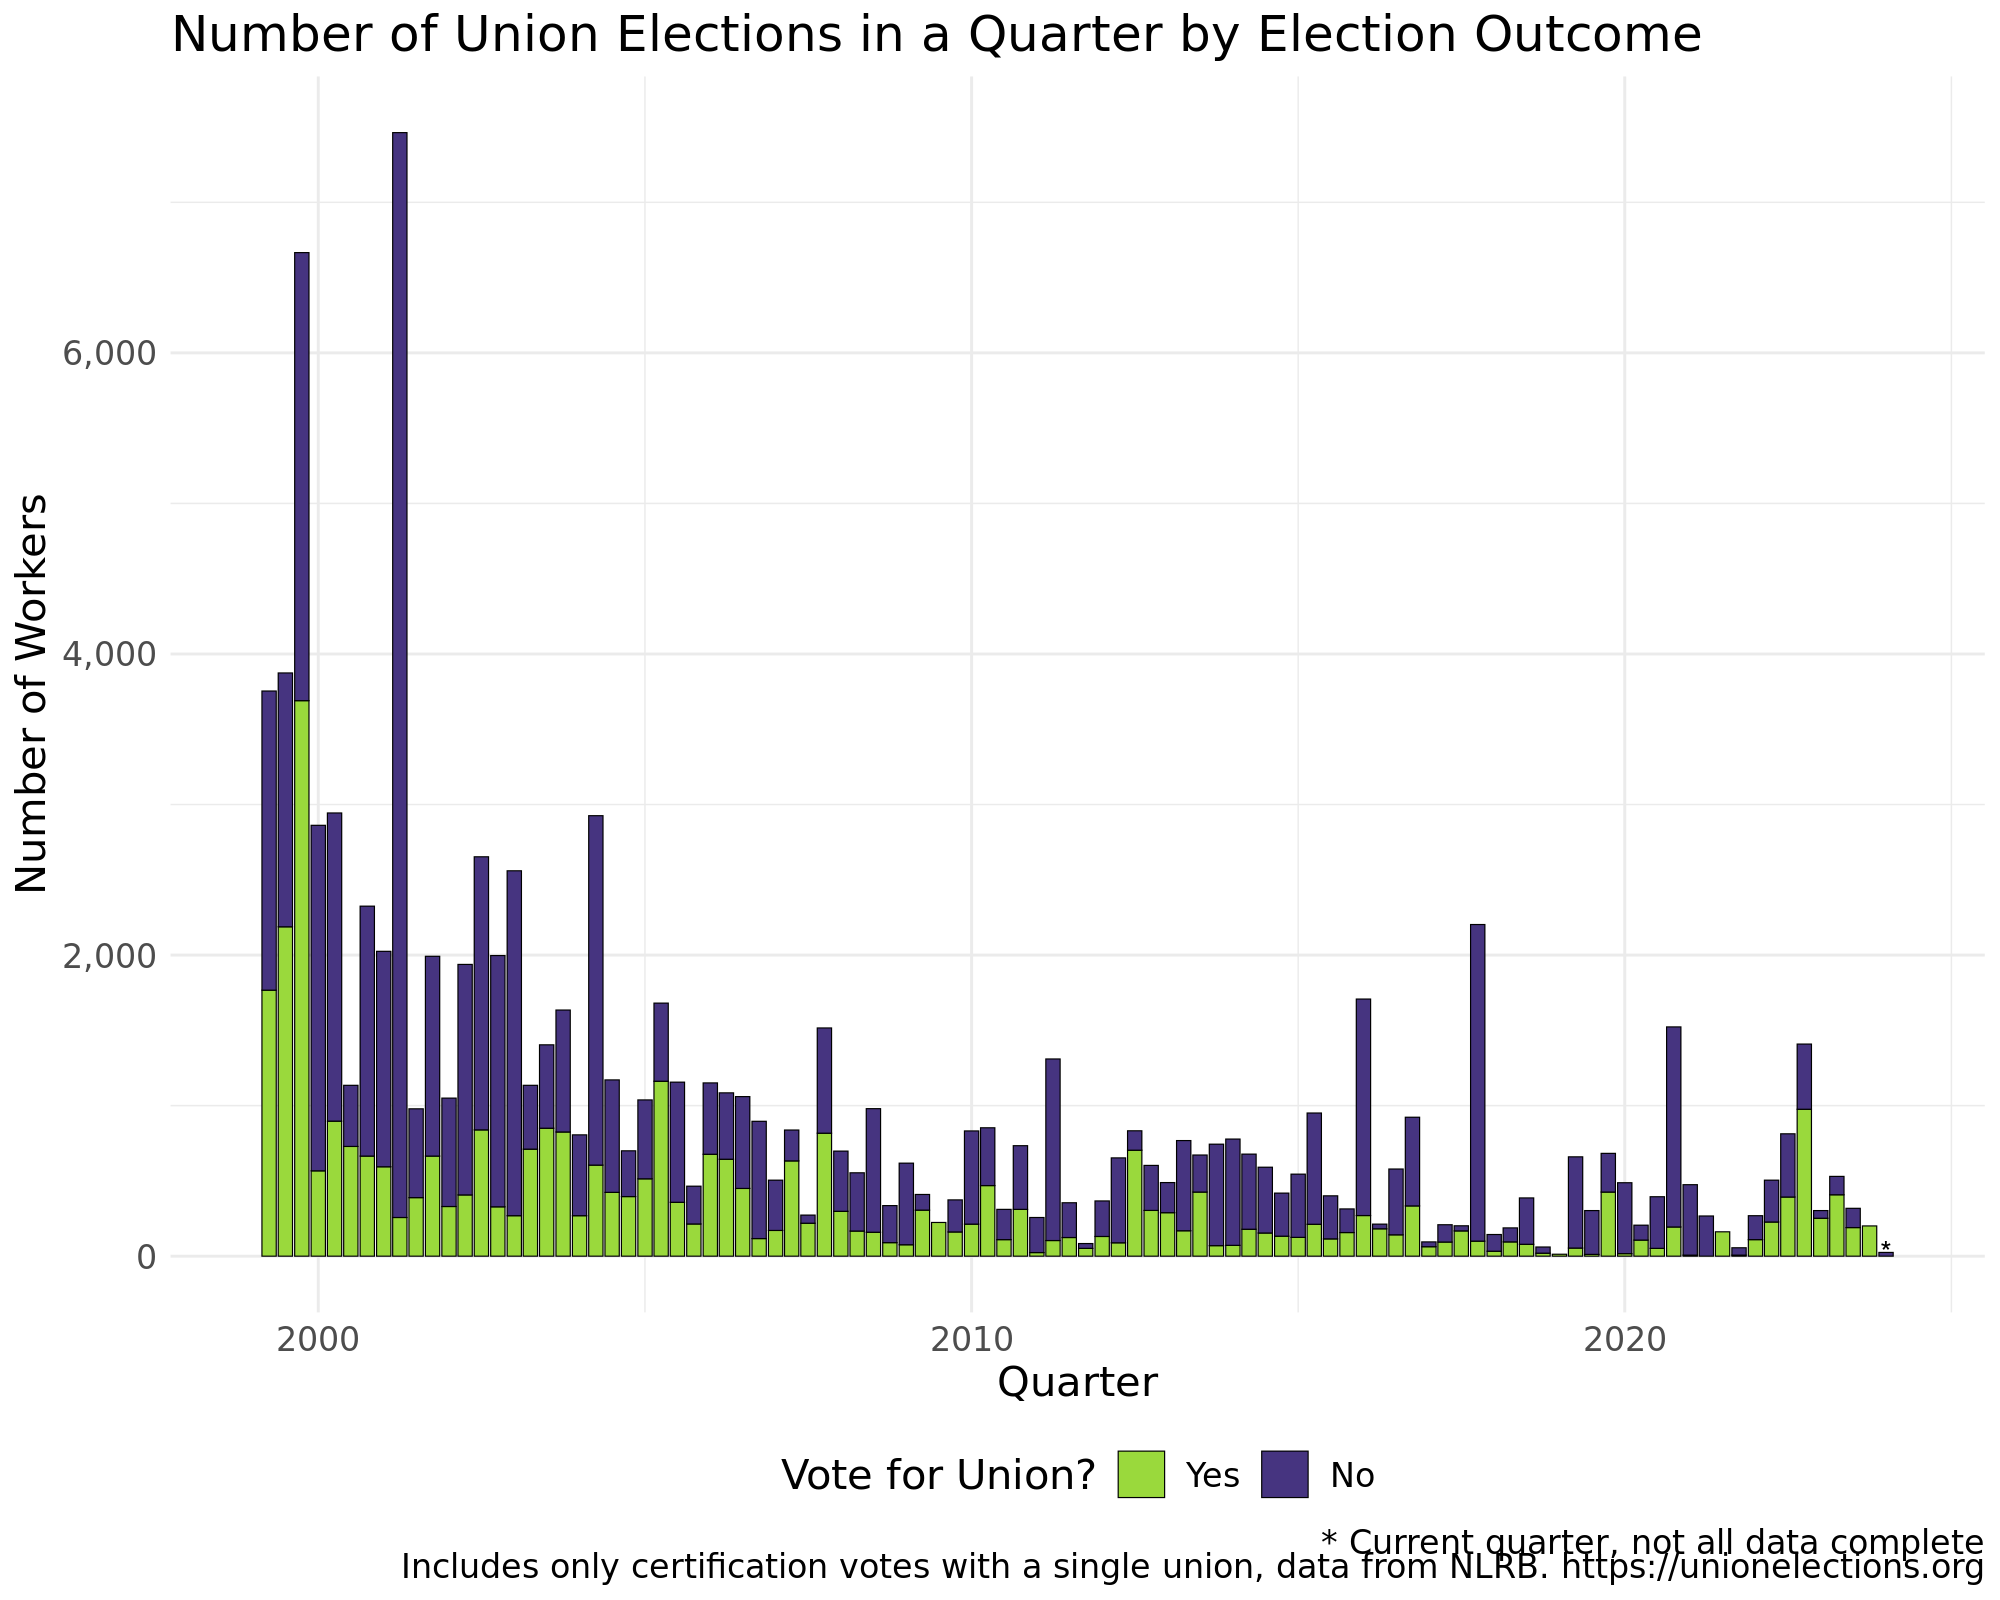 Number of Union Elections in a Quarter by Election Outcome
Number of Workers
6,000
4,000
2,000
0
*
2000 2010 2020
Quarter
Vote for Union? Yes No
* Current quarter, not all data complete
Includes only certification votes with a single union, data from NLRB. https://unionelections.org